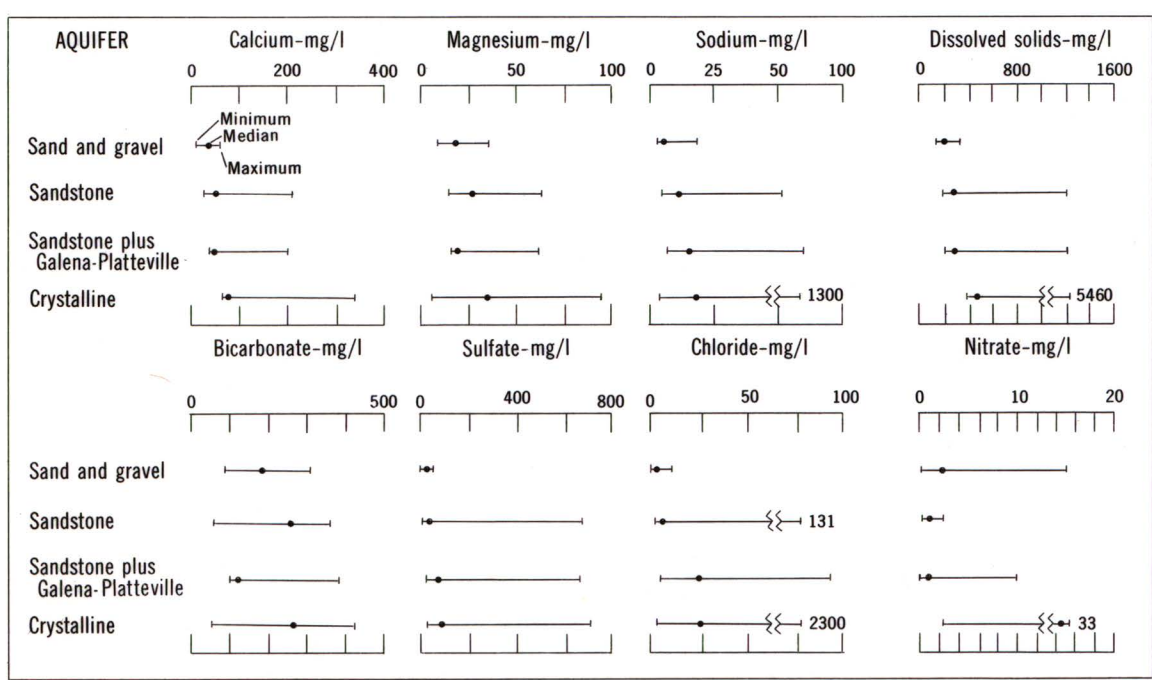 AQUIFER Calcium-mg/l Magnesium-mg/l Sodium-mg/l Dissolved solids-mg/l
0 200 400 0 50 100 0 25 50 100 0 800 1600
Minimum
Median
Sand and gravel
Maximum
Sandstone
Sandstone plus
Galena-Platteville
Crystalline 1300 5460
Bicarbonate-mg/l Sulfate-mg/l Chloride-mg/l Nitrate-mg/l
0 500 0 400 800 0 50 100 0 10 20
Sand and gravel
Sandstone 131
Sandstone plus
Galena-Platteville
Crystalline 2300 33